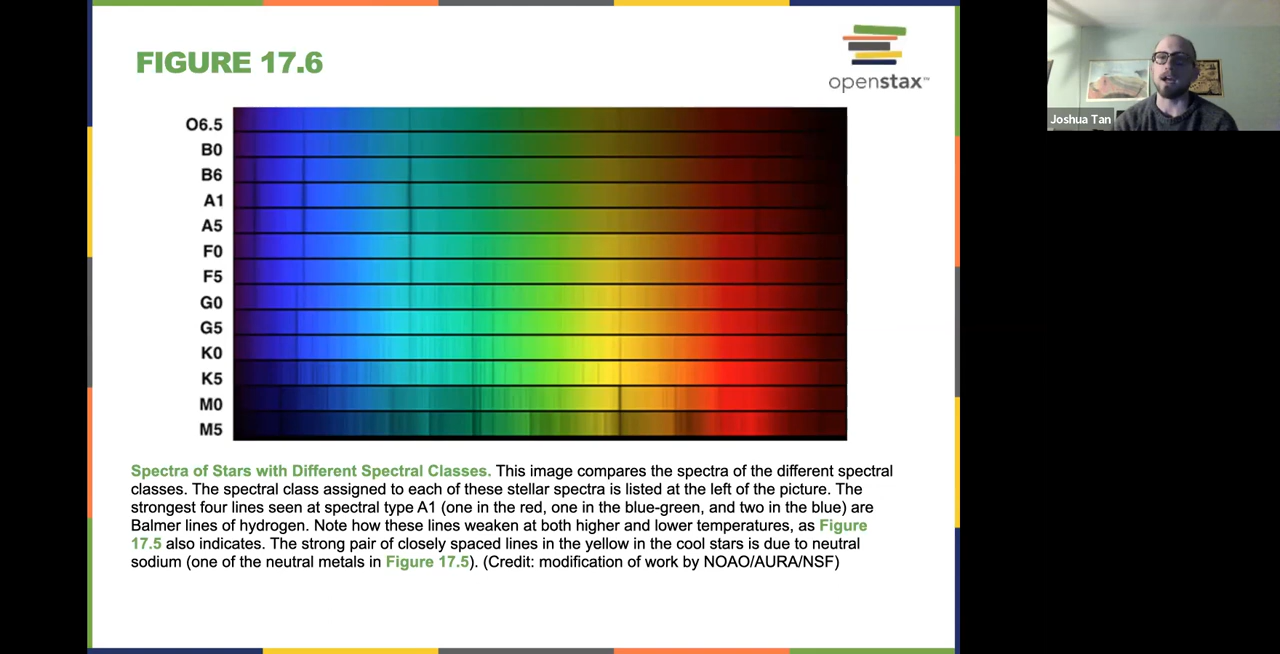 FIGURE 17.6
openstax™
O6.5
B0
B6
A1
A5
F0
F5
G0
G5
K0
K5
M0
M5
Spectra of Stars with Different Spectral Classes. This image compares the spectra of the different spectral
classes. The spectral class assigned to each of these stellar spectra is listed at the left of the picture. The
strongest four lines seen at spectral type A1 (one in the red, one in the blue-green, and two in the blue) are
Balmer lines of hydrogen. Note how these lines weaken at both higher and lower temperatures, as Figure
17.5 also indicates. The strong pair of closely spaced lines in the yellow in the cool stars is due to neutral
sodium (one of the neutral metals in Figure 17.5). (Credit: modification of work by NOAO/AURA/NSF)
Joshua Tan